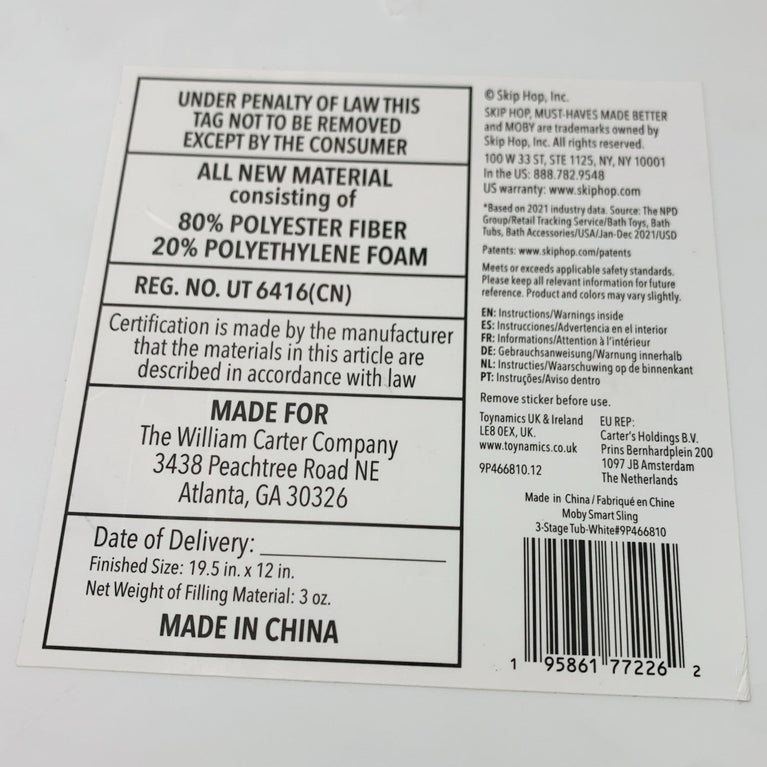 UNDER PENALTY OF LAW THIS
TAG NOT TO BE REMOVED
EXCEPT BY THE CONSUMER
ALL NEW MATERIAL
consisting of
80% POLYESTER FIBER
20% POLYETHYLENE FOAM
REG. NO. UT 6416(CN)
Certification is made by the manufacturer
that the materials in this article are
described in accordance with law
MADE FOR
The William Carter Company
3438 Peachtree Road NE
Atlanta, GA 30326
Date of Delivery:
Finished Size: 19.5 in. x 12 in.
Net Weight of Filling Material: 3 oz.
MADE IN CHINA
© Skip Hop, Inc.
SKIP HOP, MUST-HAVES MADE BETTER
and MOBY are trademarks owned by
Skip Hop, Inc. All rights reserved.
100 W 33 ST, STE 1125, NY, NY 10001
In the US: 888.782.9548
US warranty: www.skiphop.com
*Based on 2021 industry data. Source: The NPD
Group/Retail Tracking Service/Bath Toys, Bath
Tubs, Bath Accessories/USA/Jan-Dec 2021/USD
Patents: www.skiphop.com/patents
Meets or exceeds applicable safety standards.
Please keep all relevant information for future
reference. Product and colors may vary slightly.
EN: Instructions/Warnings inside
ES: Instrucciones/Advertencia en el interior
FR: Informations/Attention à l'intérieur
DE: Gebrauchsanweisung/Warnung innerhalb
NL: Instructies/Waarschuwing op de binnenkant
PT: Instruções/Aviso dentro
Remove sticker before use.
Toynamics UK & Ireland
LE8 0EX, UK.
www.toynamics.co.uk
9P466810.12
EU REP:
Carter's Holdings B.V.
Prins Bernhardplein 200
1097 JB Amsterdam
The Netherlands
Made in China / Fabriqué en Chine
Moby Smart Sling
3-Stage Tub-White#9P466810
1 95861 77226 2